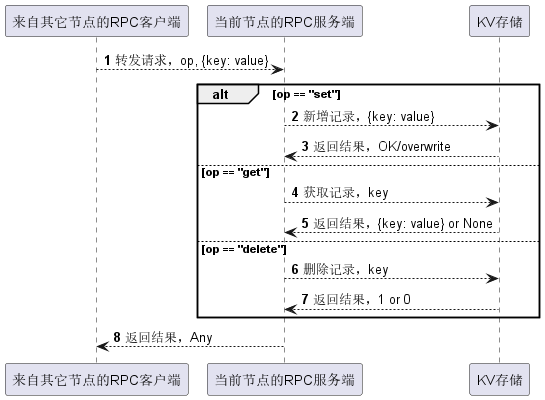 来自其它节点的RPC客户端 当前节点的RPC服务端 KV存储
1 转发请求，op, {key: value}
alt [op == "set"]
2 新增记录，{key: value}
3 返回结果，OK/overwrite
[op == "get"]
4 获取记录，key
5 返回结果，{key: value} or None
[op == "delete"]
6 删除记录，key
7 返回结果，1 or 0
8 返回结果，Any
来自其它节点的RPC客户端 当前节点的RPC服务端 KV存储